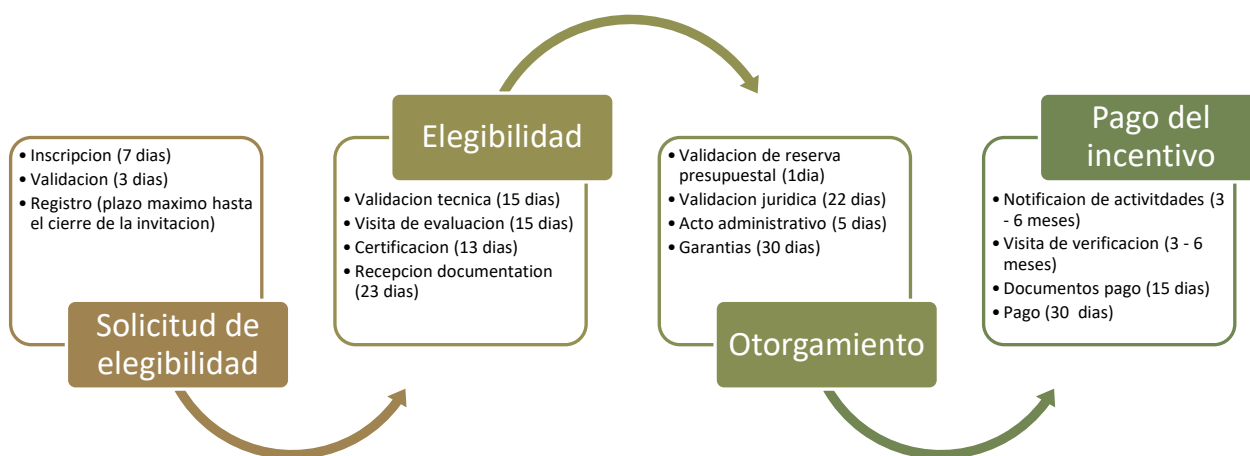 • Inscripcion (7 dias)
• Validacion (3 dias)
• Registro (plazo maximo hasta
el cierre de la invitacion)
Solicitud de
elegibilidad
Elegibilidad
• Validacion tecnica (15 dias)
• Visita de evaluacion (15 dias)
• Certificacion (13 dias)
• Recepcion documentation
(23 dias)
• Validacion de reserva
presupuestal (1dia)
• Validacion juridica (22 dias)
• Acto administrativo (5 dias)
• Garantias (30 dias)
Otorgamiento
Pago del
incentivo
• Notificaion de activitdades (3
- 6 meses)
• Visita de verificacion (3 - 6
meses)
• Documentos pago (15 dias)
• Pago (30 dias)